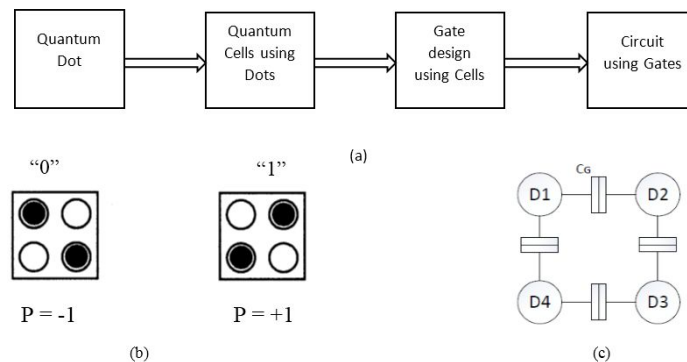 Quantum
Dot
Quantum
Cells using
Dots
Gate
design
using Cells
Circuit
using Gates
(a)
“0”
“1”
P = -1
P = +1
(b)
CG
D1
D2
D4
D3
(c)